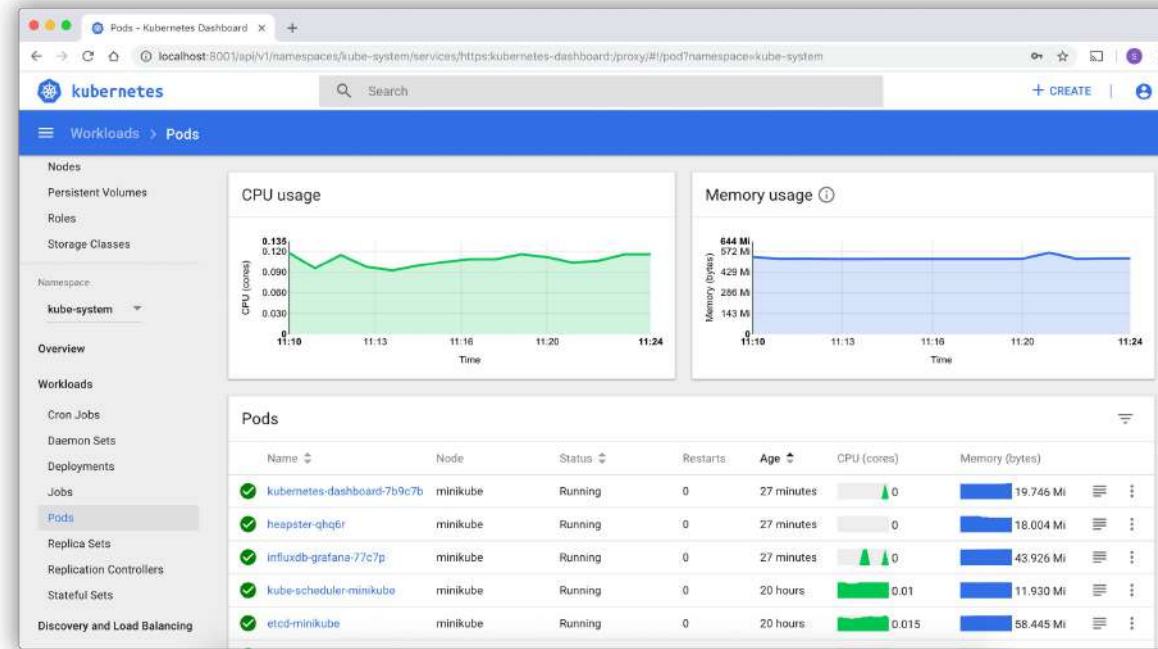 Pods - Kubernetes Dashboard
localhost:8001/api/v1/namespaces/kube-system/services/https:kubernetes-dashboard:/proxy/#!/pod?namespace=kube-system
S
kubernetes
Search
+ CREATE
Workloads > Pods
Nodes
Persistent Volumes
Roles
Storage Classes
Namespace
kube-system
Overview
Workloads
Cron Jobs
Daemon Sets
Deployments
Jobs
Pods
Replica Sets
Replication Controllers
Stateful Sets
Discovery and Load Balancing
CPU usage
CPU (cores)
0.135
0.120
0.090
0.060
0.030
0
11:10 11:13 11:16 11:20 11:24
Time
Memory usage
Memory (bytes)
644 Mi
572 Mi
429 Mi
286 Mi
143 Mi
0
11:10 11:13 11:16 11:20 11:24
Time
Pods
Name Node Status Restarts Age CPU (cores) Memory (bytes)
kubernetes-dashboard-7b9c7b minikube Running 0 27 minutes 0 19.746 Mi
heapster-qhq6r minikube Running 0 27 minutes 0 18.004 Mi
influxdb-grafana-77c7p minikube Running 0 27 minutes 0 43.926 Mi
kube-scheduler-minikube minikube Running 0 20 hours 0.01 11.930 Mi
etcd-minikube minikube Running 0 20 hours 0.015 58.445 Mi